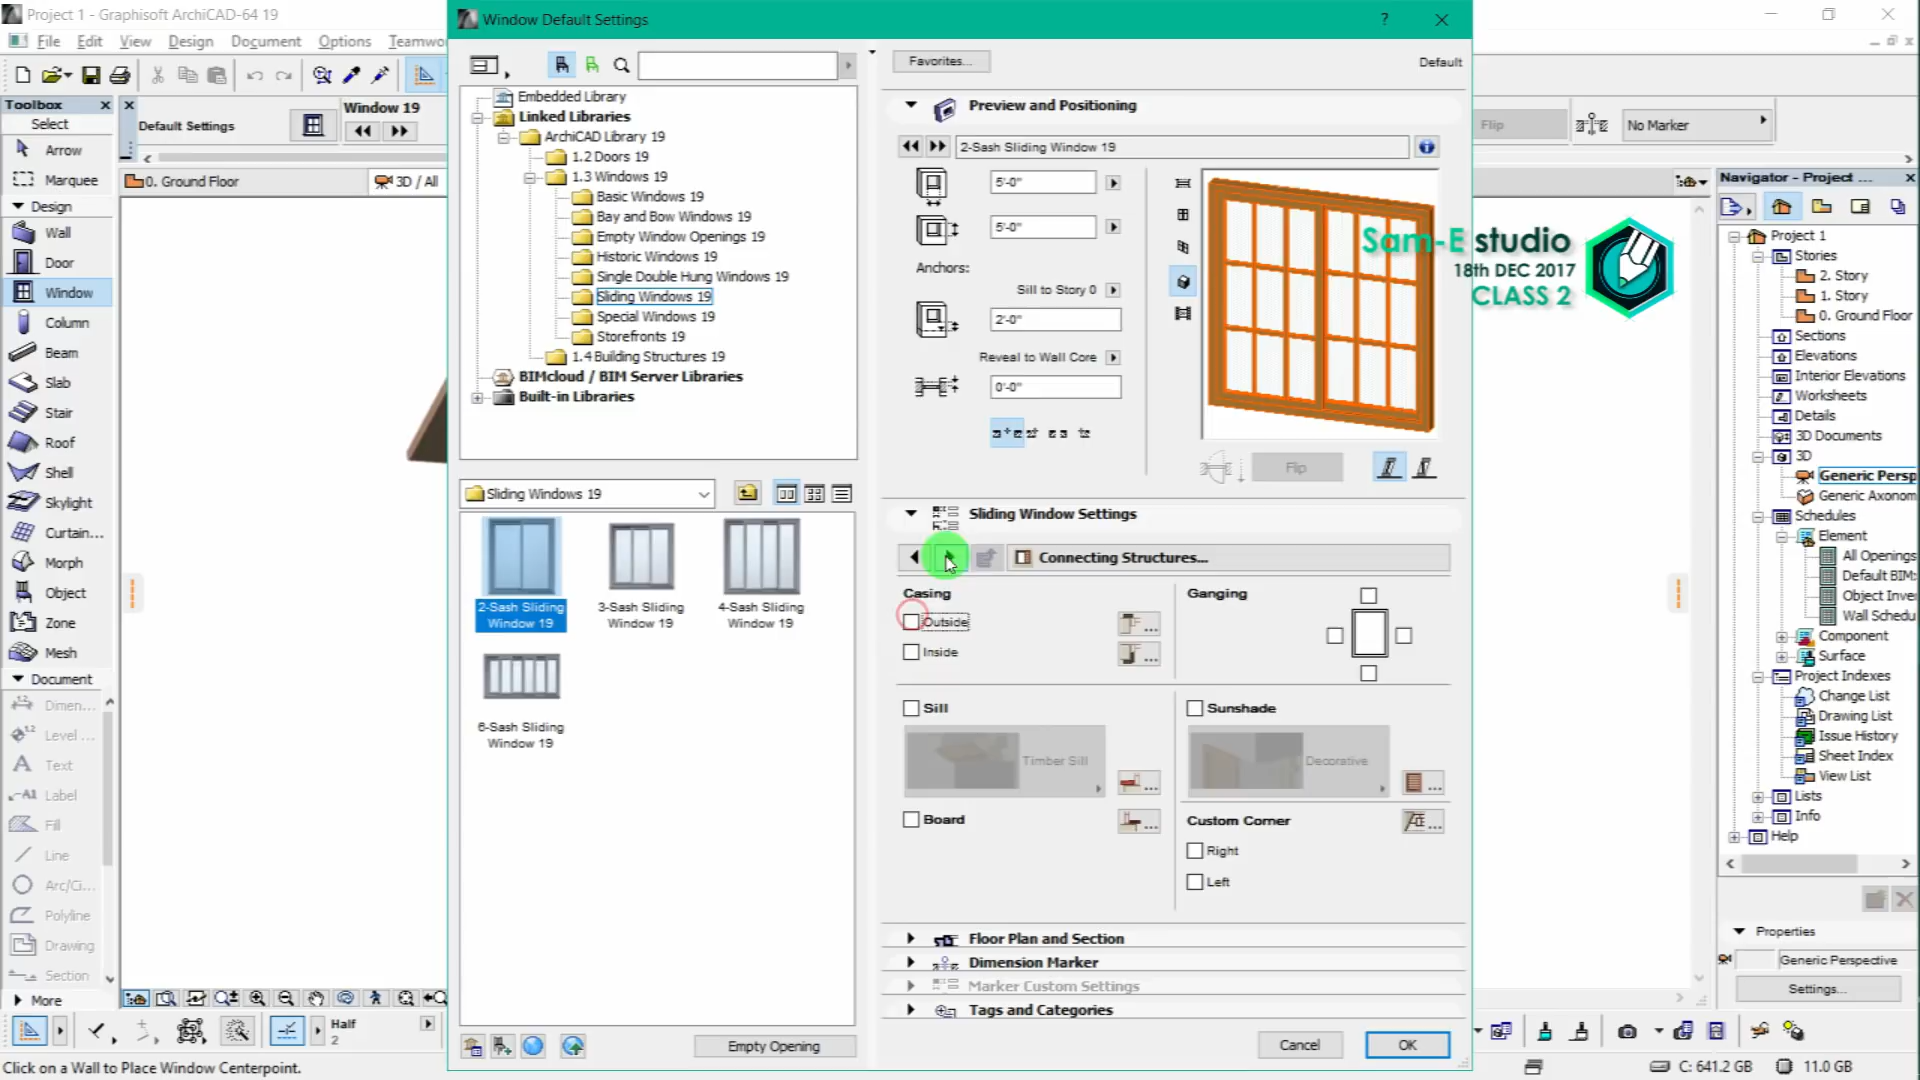 Project 1 - Graphisoft ArchiCAD-64 19
File Edit View Design Document Options Teamwo
Toolbox
Select
Arrow
Marquee
Design
Wall
Door
Window
Column
Beam
Slab
Stair
Roof
Shell
Skylight
Curtain...
Morph
Object
Zone
Mesh
Document
Dimen...
Level ...
Text
Label
Fill
Line
Arc/Ci...
Polyline
Drawing
Section
More
Default Settings
Window 19
0. Ground Floor
3D / All
Half
2
Click on a Wall to Place Window Centerpoint.
Window Default Settings
Embedded Library
Linked Libraries
ArchiCAD Library 19
1.2 Doors 19
1.3 Windows 19
Basic Windows 19
Bay and Bow Windows 19
Empty Window Openings 19
Historic Windows 19
Single Double Hung Windows 19
Sliding Windows 19
Special Windows 19
Storefronts 19
1.4 Building Structures 19
BIMcloud / BIM Server Libraries
Built-in Libraries
Sliding Windows 19
2-Sash Sliding
Window 19
3-Sash Sliding
Window 19
4-Sash Sliding
Window 19
6-Sash Sliding
Window 19
Empty Opening
Favorites...
Default
Preview and Positioning
2-Sash Sliding Window 19
5'-0"
5'-0"
Anchors:
Sill to Story 0
2'-0"
Reveal to Wall Core
0'-0"
Flip
Sliding Window Settings
Connecting Structures...
Casing
Outside
Inside
Ganging
Sill
Timber Sill
Board
Sunshade
Decorative
Custom Corner
Right
Left
Floor Plan and Section
Dimension Marker
Marker Custom Settings
Tags and Categories
Cancel
OK
Flip
No Marker
Sam-E studio
18th DEC 2017
CLASS 2
Navigator - Project ...
Project 1
Stories
2. Story
1. Story
0. Ground Floor
Sections
Elevations
Interior Elevations
Worksheets
Details
3D Documents
3D
Generic Persp
Generic Axonom
Schedules
Element
All Openings
Default BIM
Object Inve
Wall Schedu
Component
Surface
Project Indexes
Change List
Drawing List
Issue History
Sheet Index
View List
Lists
Info
Help
Properties
Generic Perspective
Settings...
C: 641.2 GB
11.0 GB